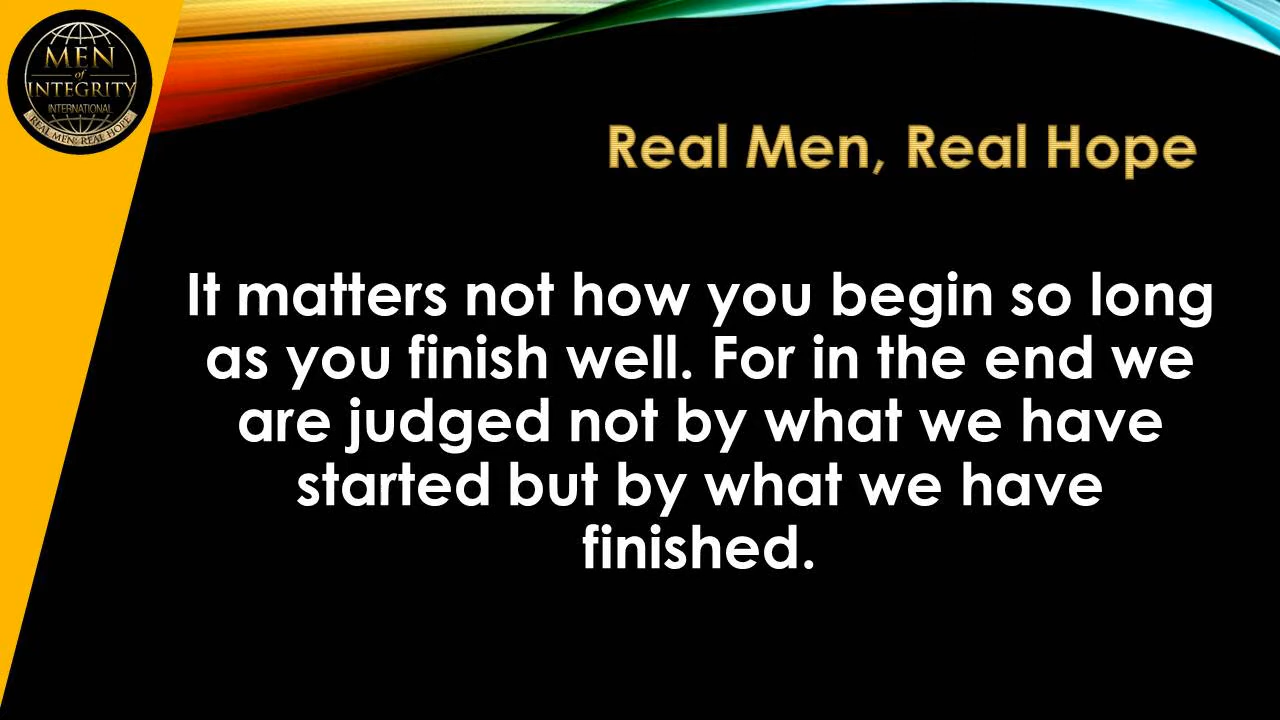 MEN
of
INTEGRITY
INTERNATIONAL
REAL MEN; REAL HOPE
Real Men, Real Hope
It matters not how you begin so long
as you finish well. For in the end we
are judged not by what we have
started but by what we have
finished.